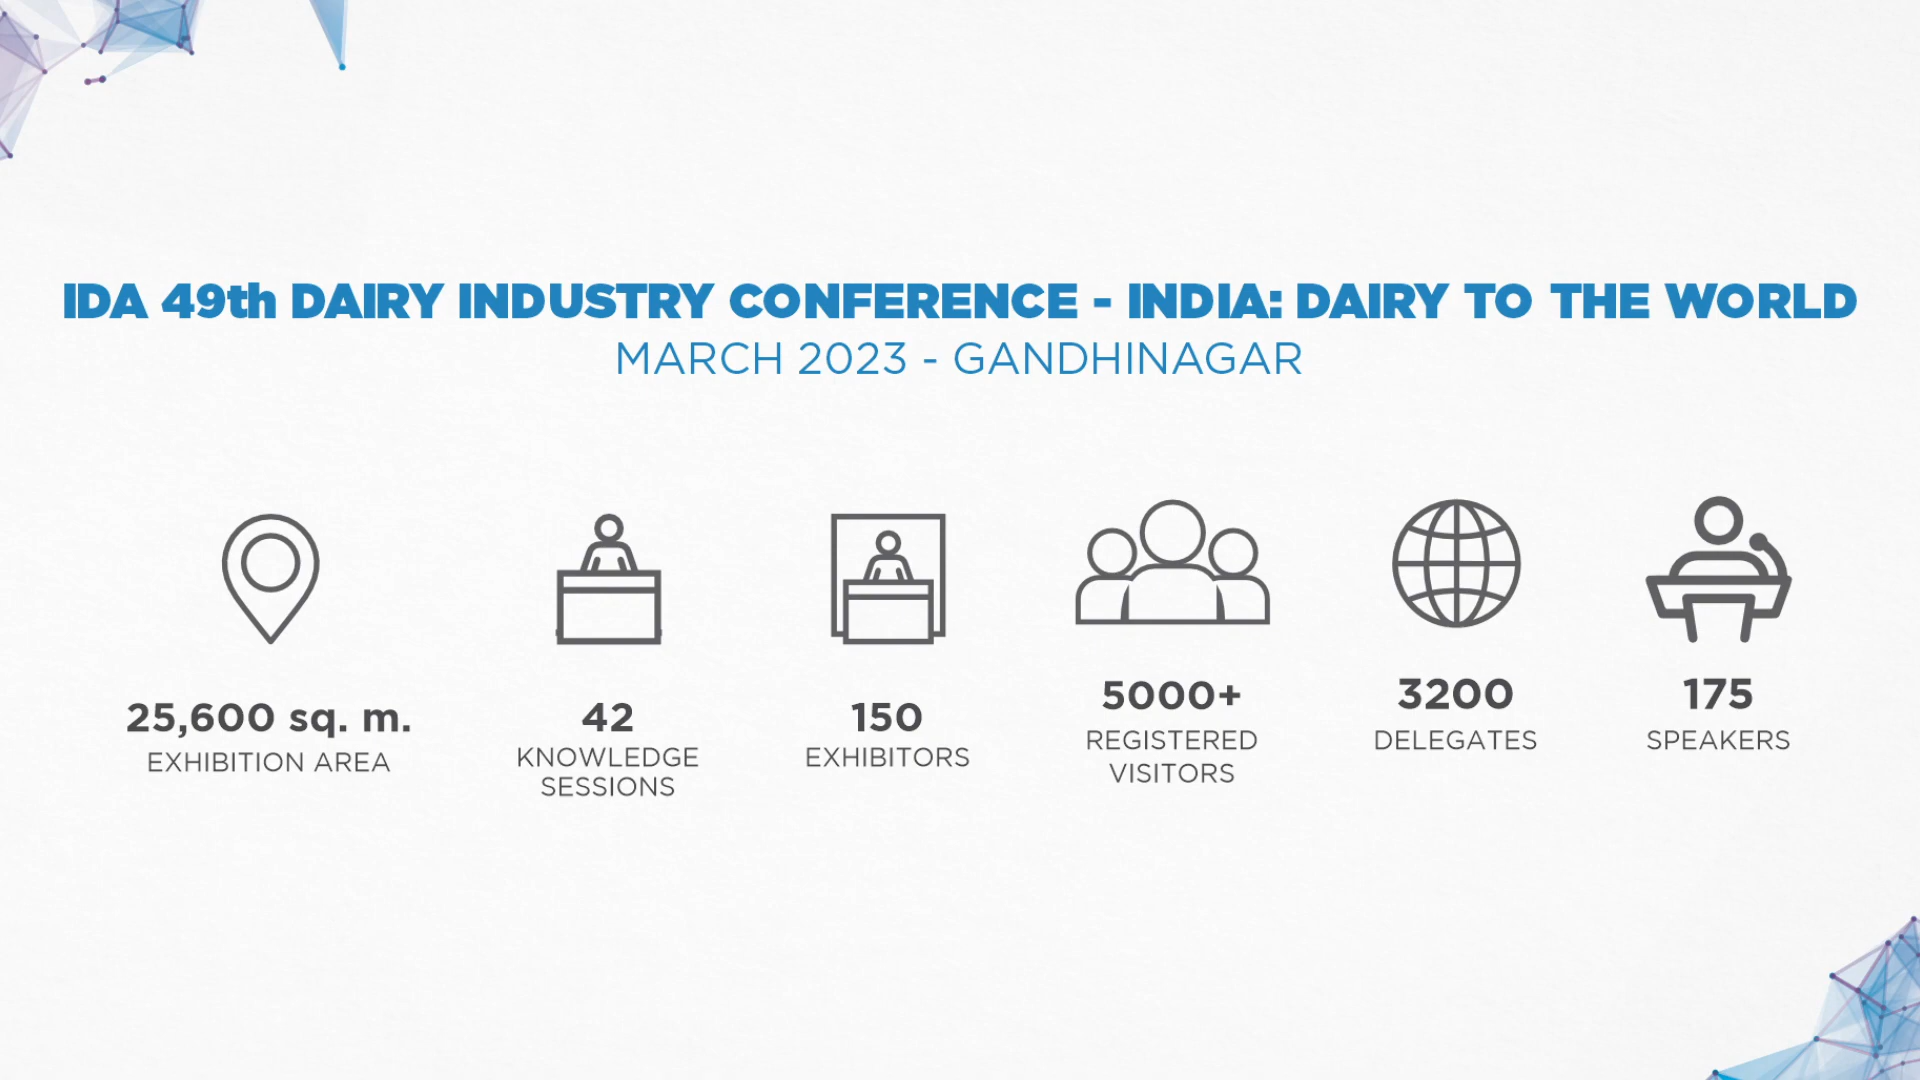 IDA 49th DAIRY INDUSTRY CONFERENCE - INDIA: DAIRY TO THE WORLD
MARCH 2023 - GANDHINAGAR
25,600 sq. m.
EXHIBITION AREA
42
KNOWLEDGE
SESSIONS
150
EXHIBITORS
5000+
REGISTERED
VISITORS
3200
DELEGATES
175
SPEAKERS